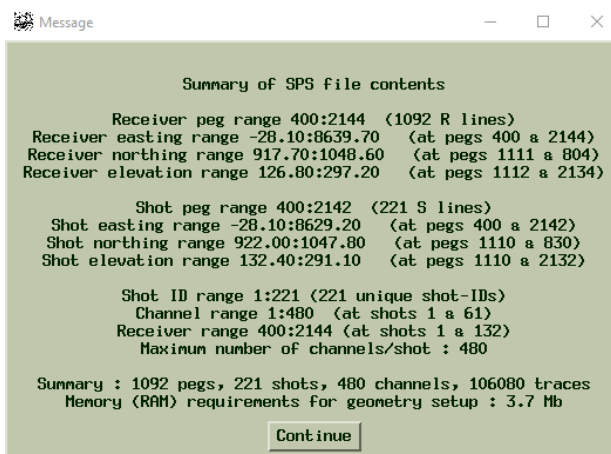 Message
Summary of SPS file contents
Receiver peg range 400:2144 (1092 R lines)
Receiver easting range -28.10:8639.70 (at pegs 400 & 2144)
Receiver northing range 917.70:1048.60 (at pegs 1111 & 804)
Receiver elevation range 126.80:297.20 (at pegs 1112 & 2134)
Shot peg range 400:2142 (221 S lines)
Shot easting range -28.10:8629.20 (at pegs 400 & 2142)
Shot northing range 922.00:1047.80 (at pegs 1110 & 830)
Shot elevation range 132.40:291.10 (at pegs 1110 & 2132)
Shot ID range 1:221 (221 unique shot-IDs)
Channel range 1:480 (at shots 1 & 61)
Receiver range 400:2144 (at shots 1 & 132)
Maximum number of channels/shot : 480
Summary : 1092 pegs, 221 shots, 480 channels, 106080 traces
Memory (RAM) requirements for geometry setup : 3.7 Mb
Continue